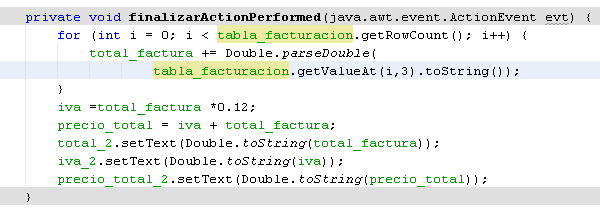 private void finalizarActionPerformed(java.awt.event.ActionEvent evt) {
for (int i = 0; i < tabla_facturacion.getRowCount(); i++) {
total_factura += Double.parseDouble(
tabla_facturacion.getValueAt(i,3).toString());
}
iva =total_factura *0.12;
precio_total = iva + total_factura;
total_2.setText(Double.toString(total_factura));
iva_2.setText(Double.toString(iva));
precio_total_2.setText(Double.toString(precio_total));
}